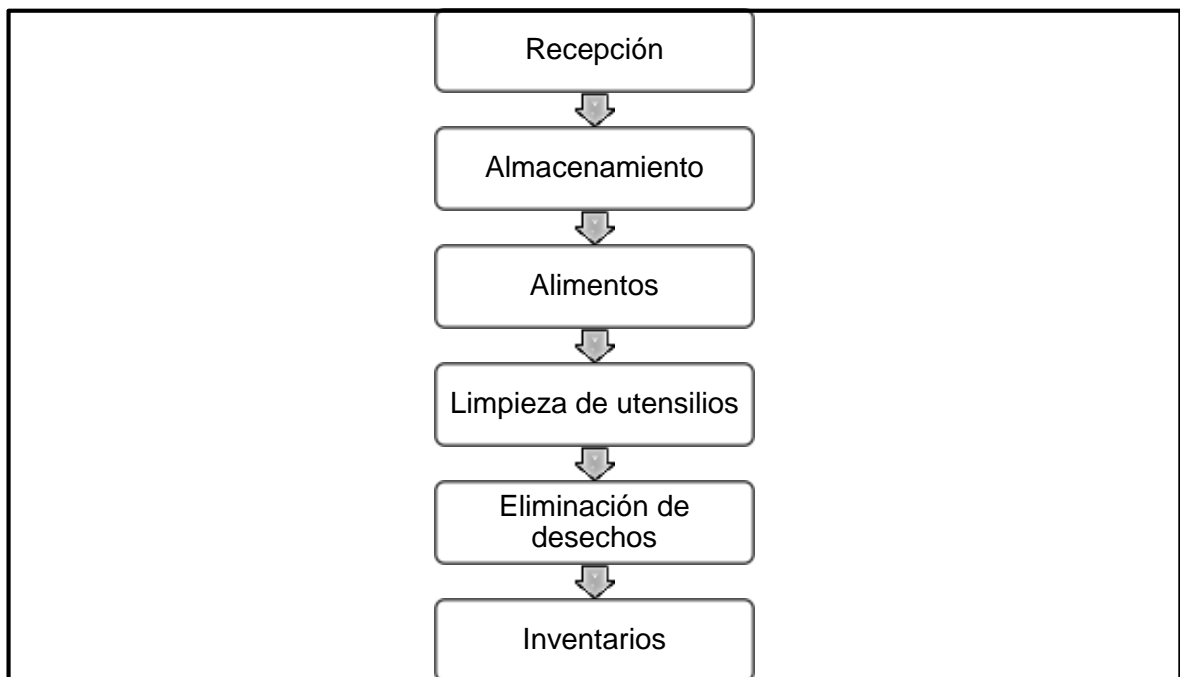 Recepción
Almacenamiento
Alimentos
Limpieza de utensilios
Eliminación de
desechos
Inventarios